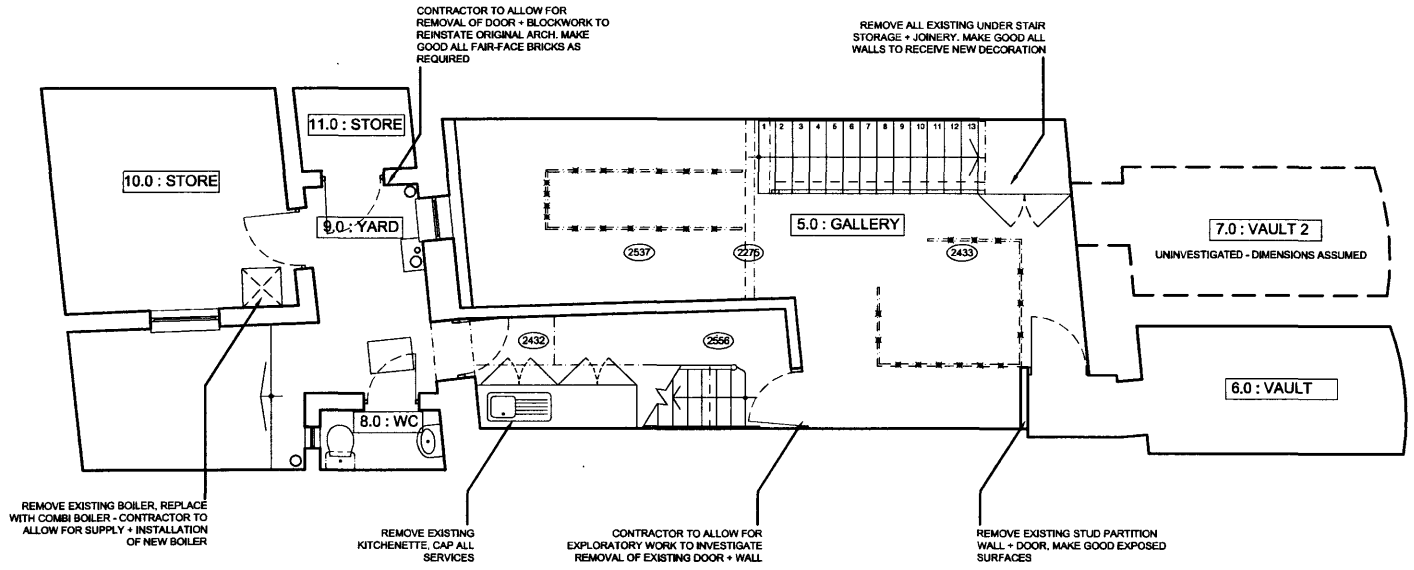 CONTRACTOR TO ALLOW FOR
REMOVAL OF DOOR + BLOCKWORK TO
REINSTATE ORIGINAL ARCH. MAKE
GOOD ALL FAIR-FACE BRICKS AS
REQUIRED
REMOVE ALL EXISTING UNDER STAIR
STORAGE + JOINERY. MAKE GOOD ALL
WALLS TO RECEIVE NEW DECORATION
11.0 : STORE
1 2 3 4 5 6 7 8 9 10 11 12 13
10.0 : STORE
9.0 : YARD
5.0 : GALLERY
7.0 : VAULT 2
UNINVESTIGATED - DIMENSIONS ASSUMED
2537
2275
2433
2432
2556
6.0 : VAULT
8.0 : WC
REMOVE EXISTING BOILER, REPLACE
WITH COMBI BOILER - CONTRACTOR TO
ALLOW FOR SUPPLY + INSTALLATION
OF NEW BOILER
REMOVE EXISTING
KITCHENETTE, CAP ALL
SERVICES
CONTRACTOR TO ALLOW FOR
EXPLORATORY WORK TO INVESTIGATE
REMOVAL OF EXISTING DOOR + WALL
REMOVE EXISTING STUD PARTITION
WALL + DOOR, MAKE GOOD EXPOSED
SURFACES